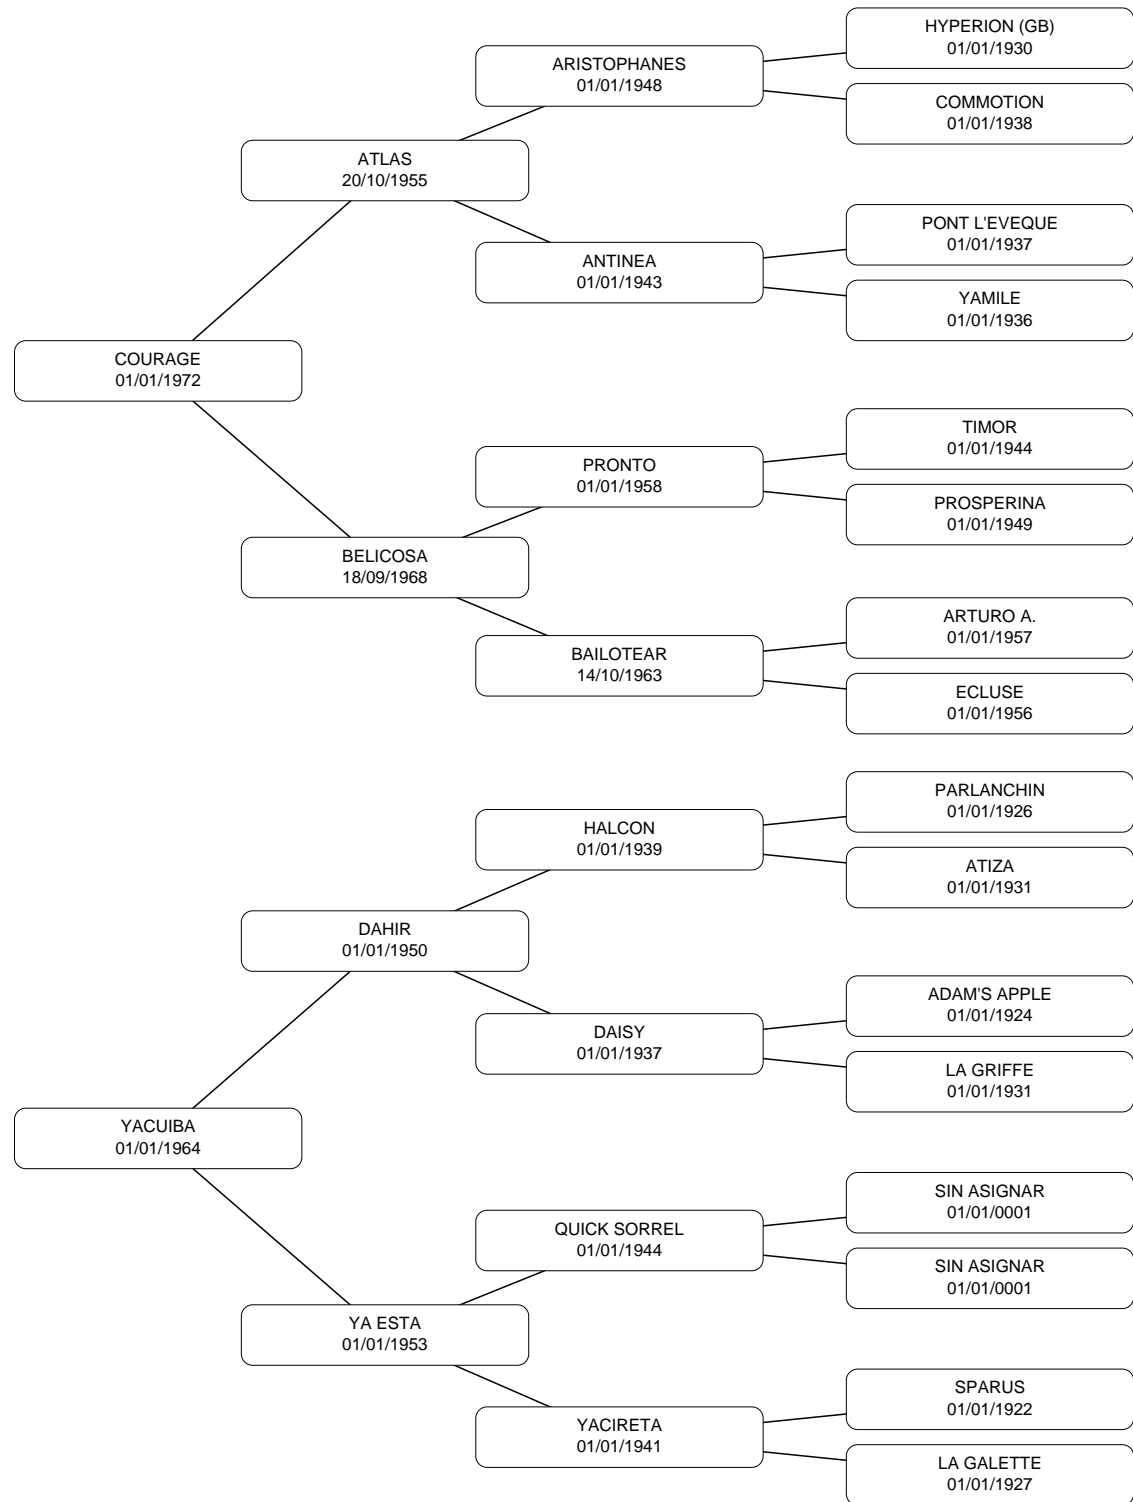 HYPERION (GB)
01/01/1930
ARISTOPHANES
01/01/1948
COMMOTION
01/01/1938
ATLAS
20/10/1955
PONT L'EVEQUE
01/01/1937
ANTINEA
01/01/1943
YAMILE
01/01/1936
COURAGE
01/01/1972
TIMOR
01/01/1944
PRONTO
01/01/1958
PROSPERINA
01/01/1949
BELICOSA
18/09/1968
ARTURO A.
01/01/1957
BAILOTEAR
14/10/1963
ECLUSE
01/01/1956
PARLANCHIN
01/01/1926
HALCON
01/01/1939
ATIZA
01/01/1931
DAHIR
01/01/1950
ADAM'S APPLE
01/01/1924
DAISY
01/01/1937
LA GRIFFE
01/01/1931
YACUIBA
01/01/1964
SIN ASIGNAR
01/01/0001
QUICK SORREL
01/01/1944
SIN ASIGNAR
01/01/0001
YA ESTA
01/01/1953
SPARUS
01/01/1922
YACIRETA
01/01/1941
LA GALETTE
01/01/1927